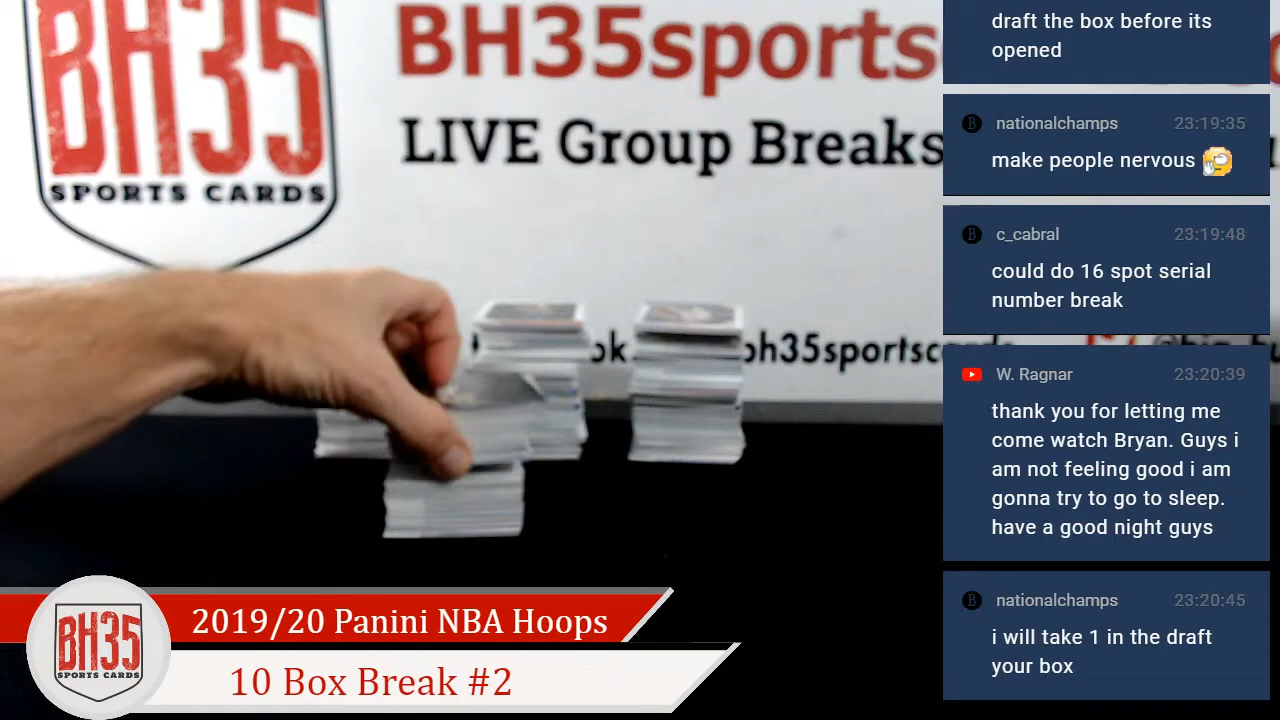 BH35
SPORTS CARDS
BH35sports
LIVE Group Breaks
bh35sportscards
draft the box before its
opened
nationalchamps 23:19:35
make people nervous
c_cabral 23:19:48
could do 16 spot serial
number break
W. Ragnar 23:20:39
thank you for letting me
come watch Bryan. Guys i
am not feeling good i am
gonna try to go to sleep.
have a good night guys
nationalchamps 23:20:45
i will take 1 in the draft
your box
BH35
SPORTS CARDS
2019/20 Panini NBA Hoops
10 Box Break #2